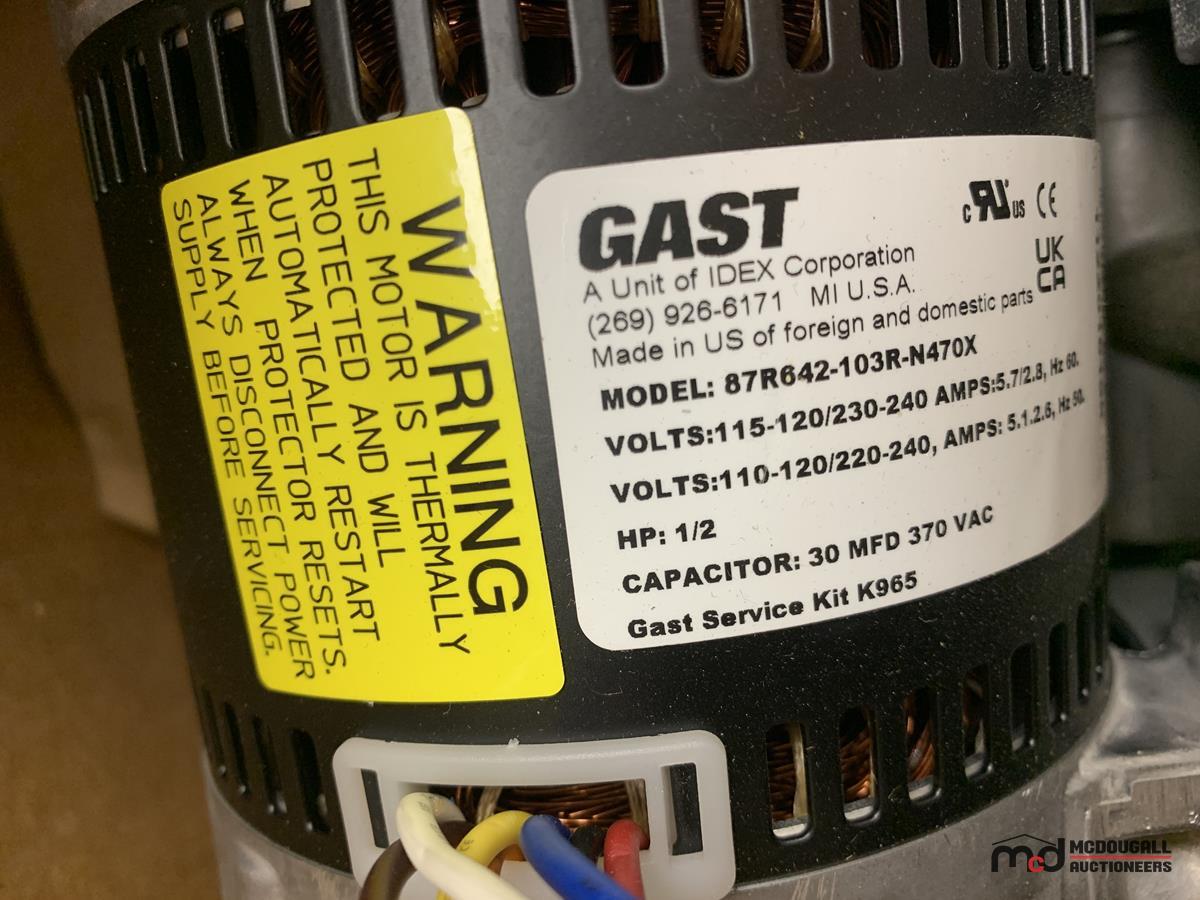 WARNING
THIS MOTOR IS THERMALLY
PROTECTED AND WILL
AUTOMATICALLY RESTART
WHEN PROTECTOR RESETS.
ALWAYS DISCONNECT POWER
SUPPLY BEFORE SERVICING.
GAST
c RU US CE
A Unit of IDEX Corporation
UK
CA
(269) 926-6171 MI U.S.A.
Made in US of foreign and domestic parts
MODEL: 87R642-103R-N470X
VOLTS:115-120/230-240 AMPS:5.7/2.8, Hz 60.
VOLTS:110-120/220-240, AMPS: 5.1.2.6, Hz 50.
HP: 1/2
CAPACITOR: 30 MFD 370 VAC
Gast Service Kit K965
mcd MCDOUGALL
AUCTIONEERS